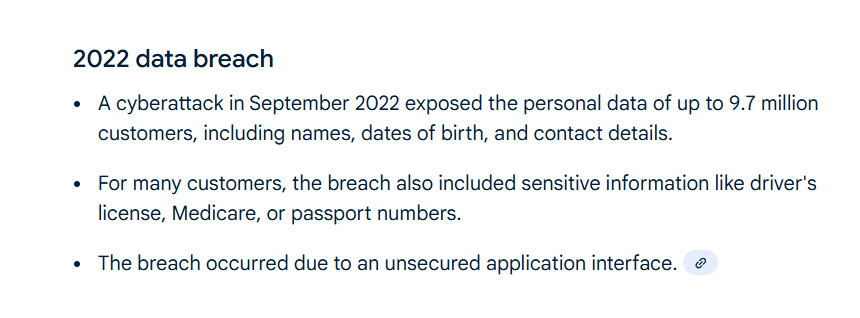 2022 data breach
• A cyberattack in September 2022 exposed the personal data of up to 9.7 million
customers, including names, dates of birth, and contact details.
• For many customers, the breach also included sensitive information like driver's
license, Medicare, or passport numbers.
• The breach occurred due to an unsecured application interface.